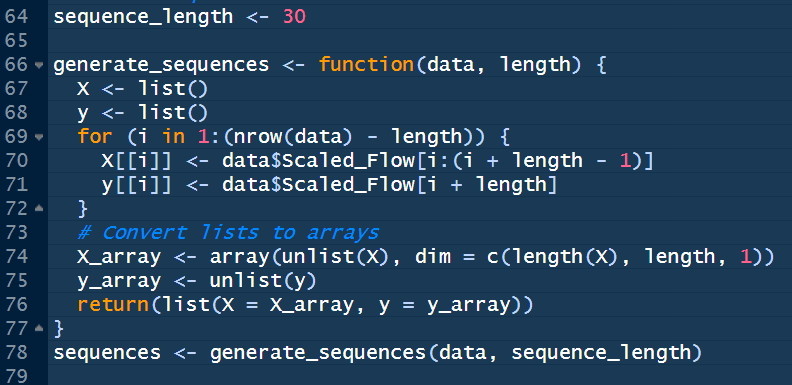 64 sequence_length <- 30
65
66 generate_sequences <- function(data, length) {
67   X <- list()
68   y <- list()
69   for (i in 1:(nrow(data) - length)) {
70     X[[i]] <- data$Scaled_Flow[i:(i + length - 1)]
71     y[[i]] <- data$Scaled_Flow[i + length]
72   }
73   # Convert lists to arrays
74   X_array <- array(unlist(X), dim = c(length(X), length, 1))
75   y_array <- unlist(y)
76   return(list(X = X_array, y = y_array))
77 }
78 sequences <- generate_sequences(data, sequence_length)
79